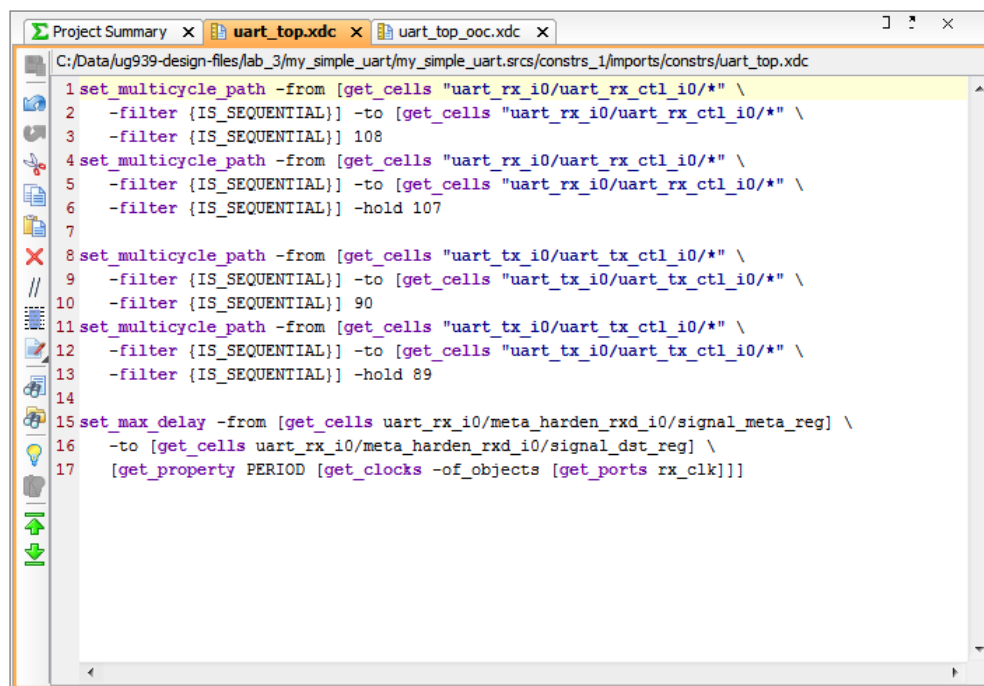 Project Summary × uart_top.xdc × uart_top_ooc.xdc ×
C:/Data/ug939-design-files/lab_3/my_simple_uart/my_simple_uart.srcs/constrs_1/imports/constrs/uart_top.xdc
1 set_multicycle_path -from [get_cells "uart_rx_i0/uart_rx_ctl_i0/*" \
2 -filter {IS_SEQUENTIAL}] -to [get_cells "uart_rx_i0/uart_rx_ctl_i0/*" \
3 -filter {IS_SEQUENTIAL}] 108
4 set_multicycle_path -from [get_cells "uart_rx_i0/uart_rx_ctl_i0/*" \
5 -filter {IS_SEQUENTIAL}] -to [get_cells "uart_rx_i0/uart_rx_ctl_i0/*" \
6 -filter {IS_SEQUENTIAL}] -hold 107
7
8 set_multicycle_path -from [get_cells "uart_tx_i0/uart_tx_ctl_i0/*" \
9 -filter {IS_SEQUENTIAL}] -to [get_cells "uart_tx_i0/uart_tx_ctl_i0/*" \
10 -filter {IS_SEQUENTIAL}] 90
11 set_multicycle_path -from [get_cells "uart_tx_i0/uart_tx_ctl_i0/*" \
12 -filter {IS_SEQUENTIAL}] -to [get_cells "uart_tx_i0/uart_tx_ctl_i0/*" \
13 -filter {IS_SEQUENTIAL}] -hold 89
14
15 set_max_delay -from [get_cells uart_rx_i0/meta_harden_rxd_i0/signal_meta_reg] \
16 -to [get_cells uart_rx_i0/meta_harden_rxd_i0/signal_dst_reg] \
17 [get_property PERIOD [get_clocks -of_objects [get_ports rx_clk]]]